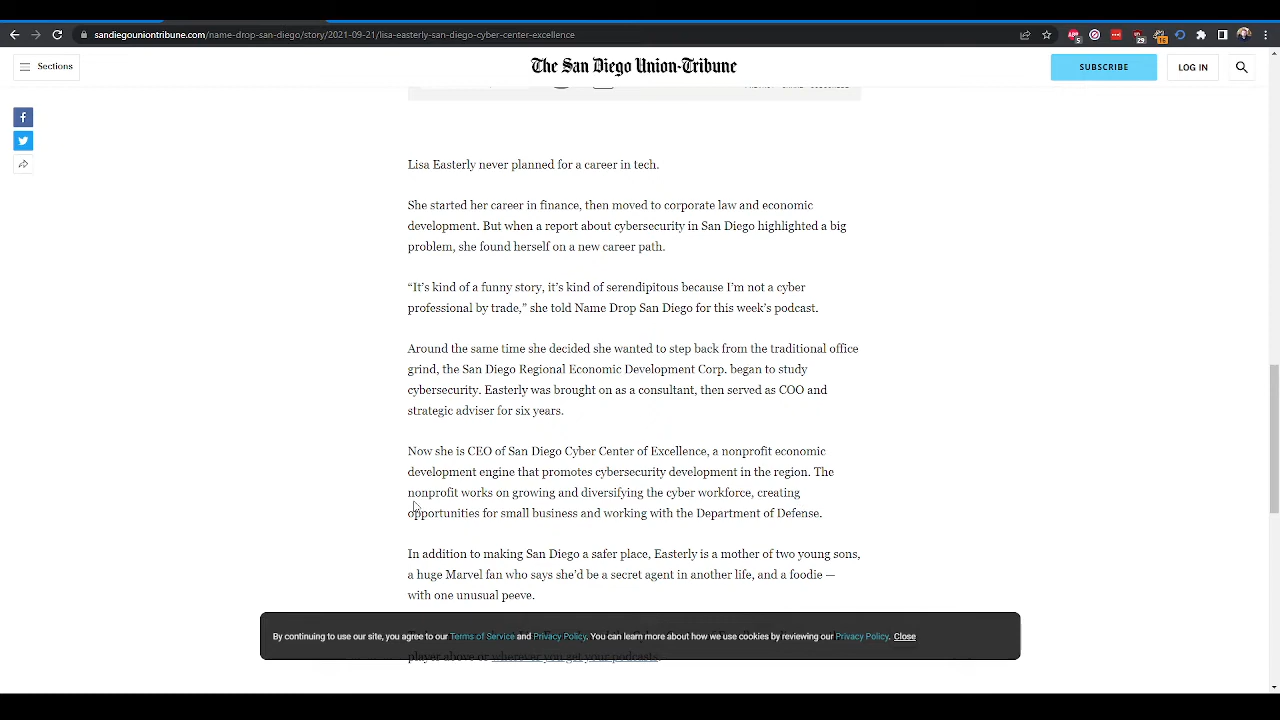 sandiegouniontribune.com/name-drop-san-diego/story/2021-09-21/lisa-easterly-san-diego-cyber-center-excellence
Sections
The San Diego Union-Tribune
SUBSCRIBE
LOG IN
Lisa Easterly never planned for a career in tech.
She started her career in finance, then moved to corporate law and economic
development. But when a report about cybersecurity in San Diego highlighted a big
problem, she found herself on a new career path.
“It’s kind of a funny story, it’s kind of serendipitous because I’m not a cyber
professional by trade,” she told Name Drop San Diego for this week’s podcast.
Around the same time she decided she wanted to step back from the traditional office
grind, the San Diego Regional Economic Development Corp. began to study
cybersecurity. Easterly was brought on as a consultant, then served as COO and
strategic adviser for six years.
Now she is CEO of San Diego Cyber Center of Excellence, a nonprofit economic
development engine that promotes cybersecurity development in the region. The
nonprofit works on growing and diversifying the cyber workforce, creating
opportunities for small business and working with the Department of Defense.
In addition to making San Diego a safer place, Easterly is a mother of two young sons,
a huge Marvel fan who says she’d be a secret agent in another life, and a foodie —
with one unusual peeve.
By continuing to use our site, you agree to our Terms of Service and Privacy Policy. You can learn more about how we use cookies by reviewing our Privacy Policy. Close
player above or wherever you get your podcasts.